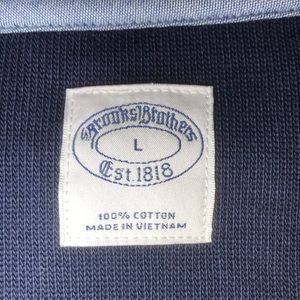 Brooks Brothers
L
Est. 1818
100% COTTON
MADE IN VIETNAM